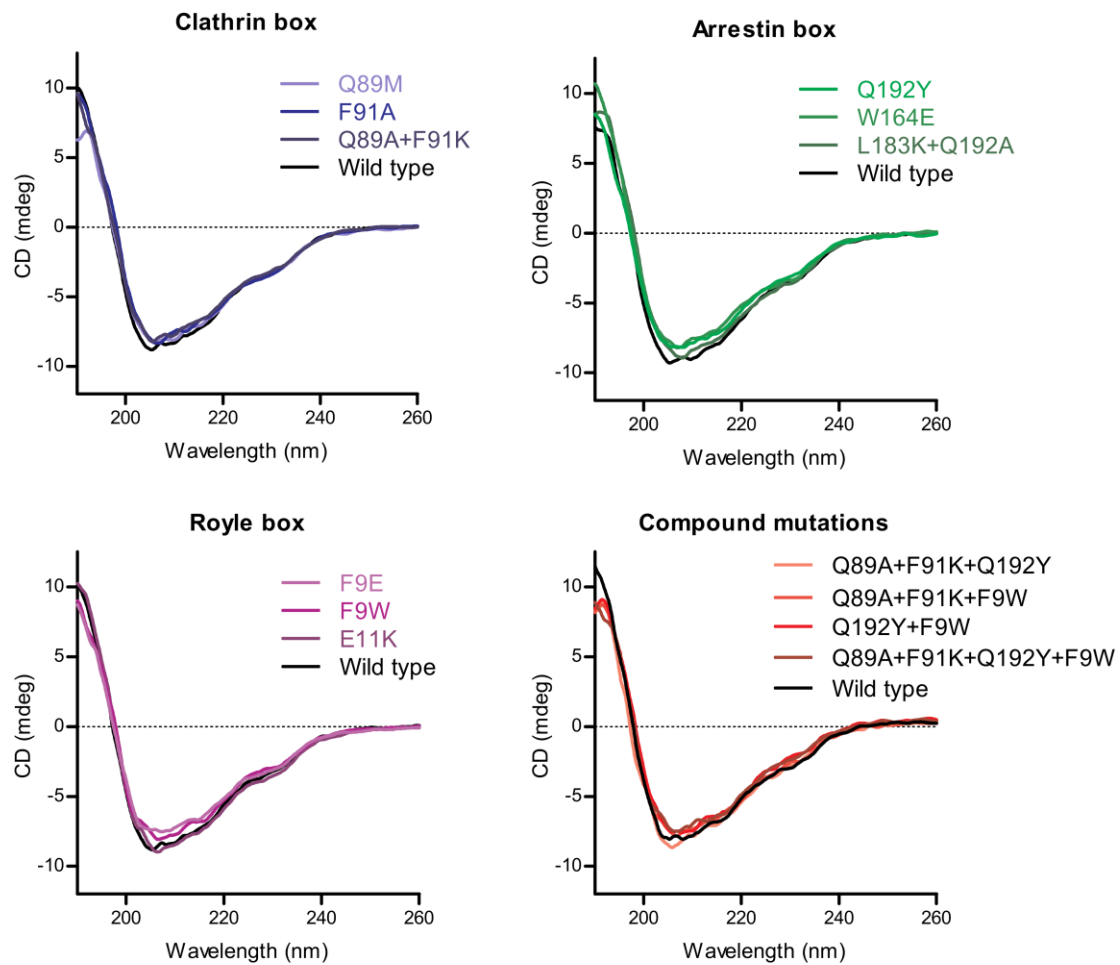 Clathrin box
CD (mdeg)
10
5
0
-5
-10
Q89M
F91A
Q89A+F91K
Wild type
200
220
240
260
Wavelength (nm)
Arrestin box
CD (mdeg)
10
5
0
-5
-10
Q192Y
W164E
L183K+Q192A
Wild type
200
220
240
260
Wavelength (nm)
Royle box
CD (mdeg)
10
5
0
-5
-10
F9E
F9W
E11K
Wild type
200
220
240
260
Wavelength (nm)
Compound mutations
CD (mdeg)
10
5
0
-5
-10
Q89A+F91K+Q192Y
Q89A+F91K+F9W
Q192Y+F9W
Q89A+F91K+Q192Y+F9W
Wild type
200
220
240
260
Wavelength (nm)